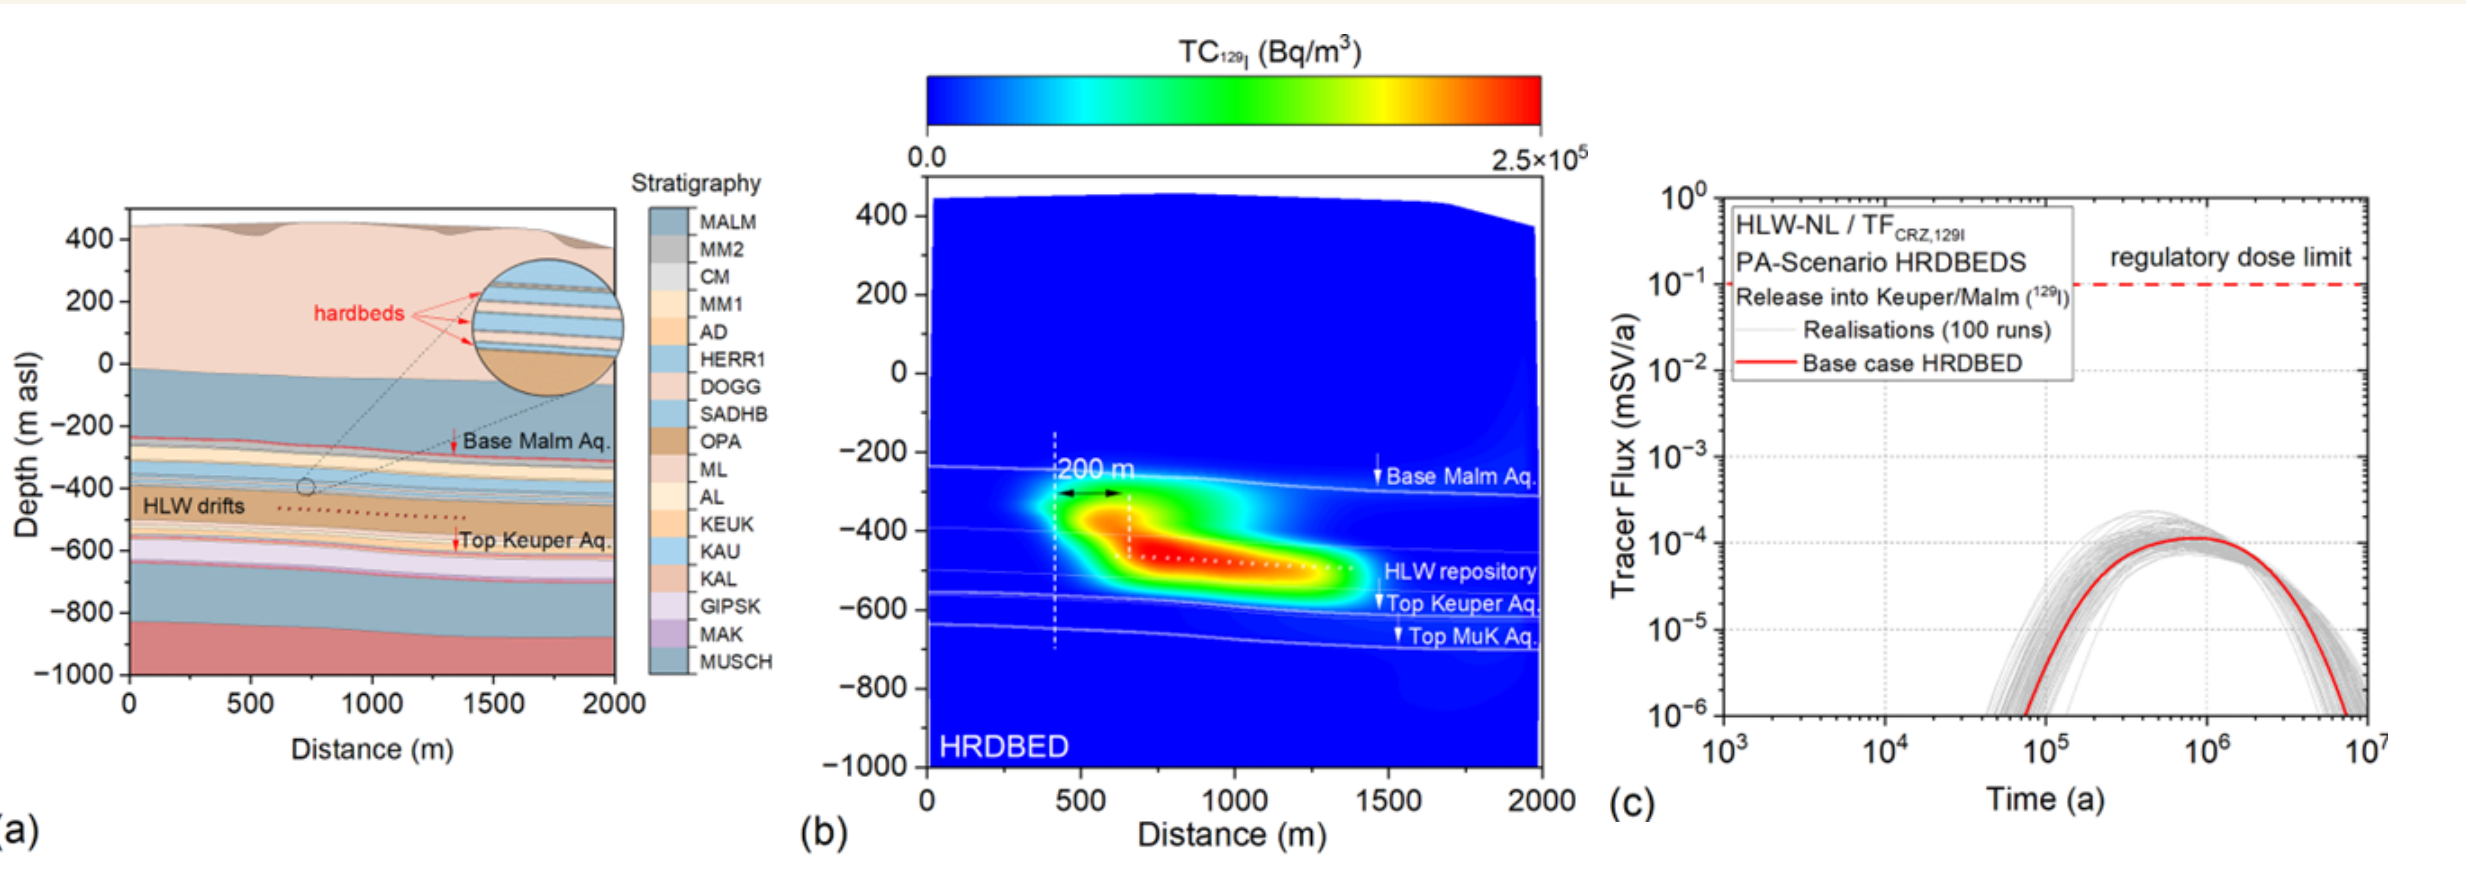 Stratigraphy
MALM
MM2
CM
MM1
AD
HERR1
DOGG
SADHB
OPA
ML
AL
KEUK
KAU
KAL
GIPSK
MAK
MUSCH
Depth (m asl)
400
200
0
−200
−400
−600
−800
−1000
hardbeds
Base Malm Aq.
HLW drifts
Top Keuper Aq.
0 500 1000 1500 2000
Distance (m)
(a)
TC129I (Bq/m³)
0.0 2.5×10⁵
400
200
0
−200
−400
−600
−800
−1000
200 m
Base Malm Aq.
HLW repository
Top Keuper Aq.
Top MuK Aq.
HRDBED
0 500 1000 1500 2000
Distance (m)
(b)
Tracer Flux (mSV/a)
10⁰
10⁻¹
10⁻²
10⁻³
10⁻⁴
10⁻⁵
10⁻⁶
HLW-NL / TFCRZ,129I
PA-Scenario HRDBEDS
Release into Keuper/Malm (¹²⁹I)
Realisations (100 runs)
Base case HRDBED
regulatory dose limit
10³ 10⁴ 10⁵ 10⁶ 10⁷
Time (a)
(c)